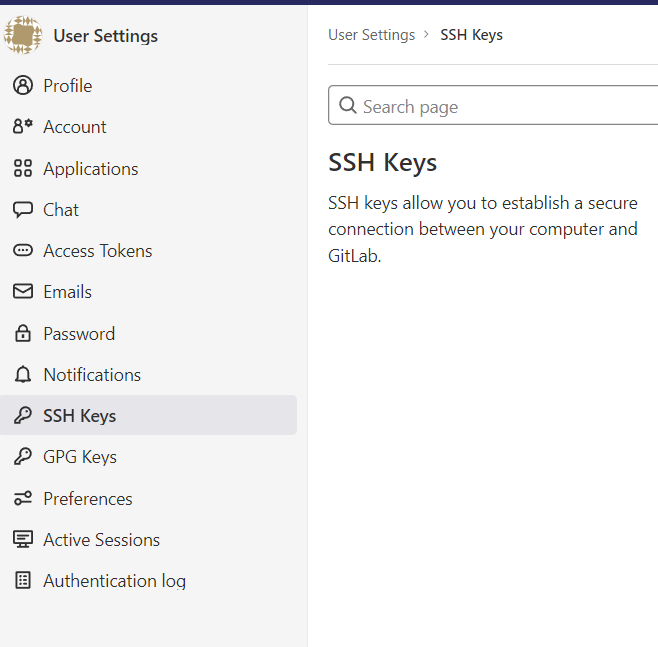 User Settings
Profile
Account
Applications
Chat
Access Tokens
Emails
Password
Notifications
SSH Keys
GPG Keys
Preferences
Active Sessions
Authentication log
User Settings › SSH Keys
Search page
SSH Keys
SSH keys allow you to establish a secure
connection between your computer and
GitLab.